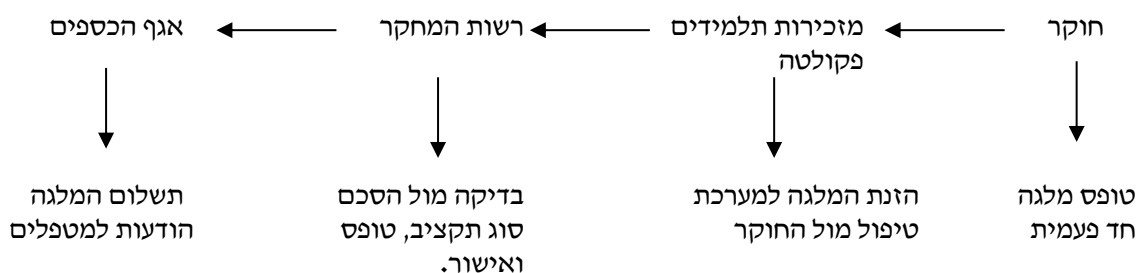 חוקר
מזכירות תלמידים
פקולטה
רשות המחקר
אגף הכספים
טופס מלגה
חד פעמית
הזנת המלגה למערכת
טיפול מול החוקר
בדיקה מול הסכם
סוג תקציב, טופס
ואישור.
תשלום המלגה
הודעות למטפלים